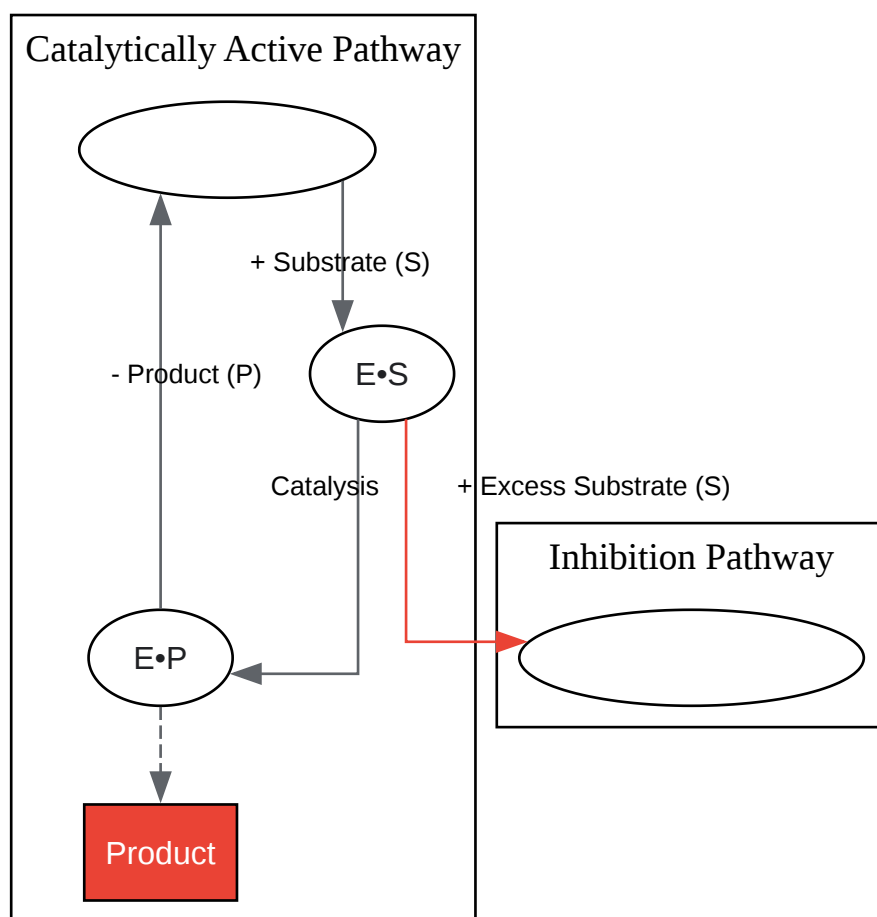 Catalytically Active Pathway
+ Substrate (S)
- Product (P)
E•S
Catalysis
+ Excess Substrate (S)
Inhibition Pathway
E•P
Product